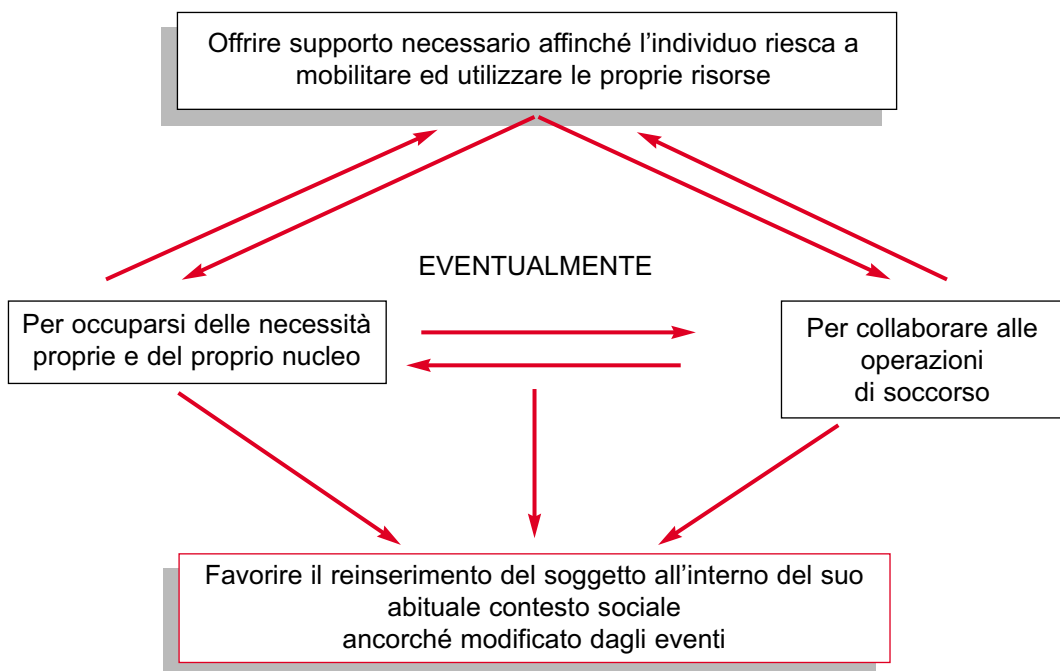 Offrire supporto necessario affinché l’individuo riesca a
mobilitare ed utilizzare le proprie risorse
EVENTUALMENTE
Per occuparsi delle necessità
proprie e del proprio nucleo
Per collaborare alle
operazioni
di soccorso
Favorire il reinserimento del soggetto all’interno del suo
abituale contesto sociale
ancorché modificato dagli eventi